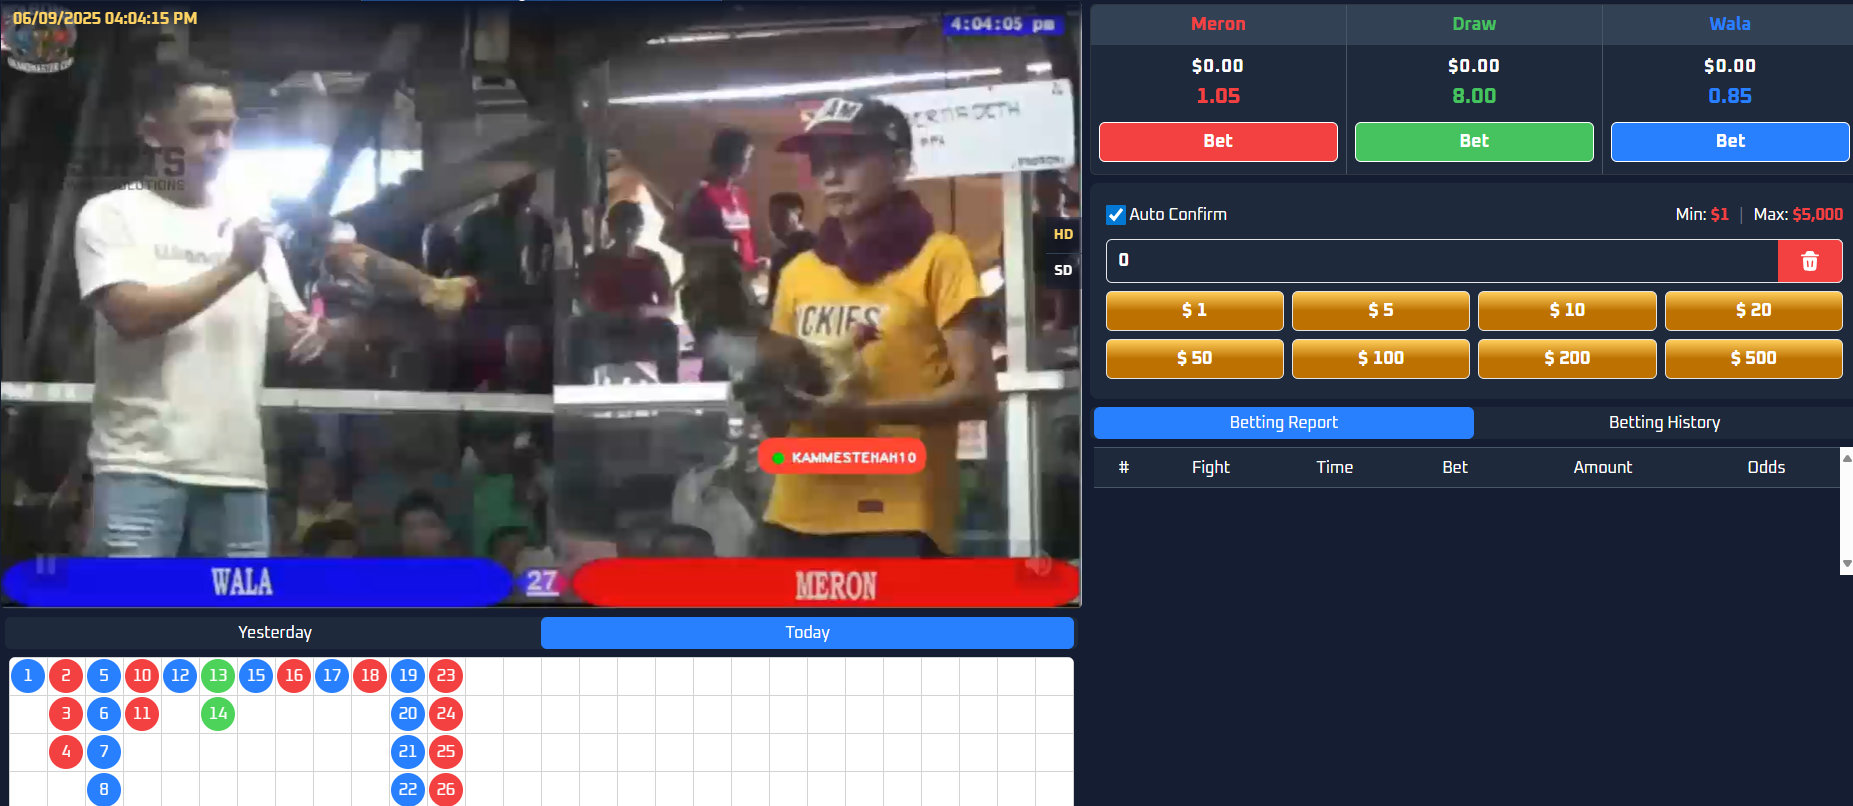 06/09/2025 04:04:15 PM
4:04:05 pm
SOLUTIONS
HD
SD
KAMMESTEHAH10
WALA
27
MERON
Meron
Draw
Wala
$0.00
$0.00
$0.00
1.05
8.00
0.85
Bet
Bet
Bet
Auto Confirm
Min: $1 | Max: $5,000
0
$ 1
$ 5
$ 10
$ 20
$ 50
$ 100
$ 200
$ 500
Betting Report
Betting History
# Fight Time Bet Amount Odds
Yesterday
Today
1 2 5 10 12 13 15 16 17 18 19 23
3 6 11 14 20 24
4 7 21 25
8 22 26